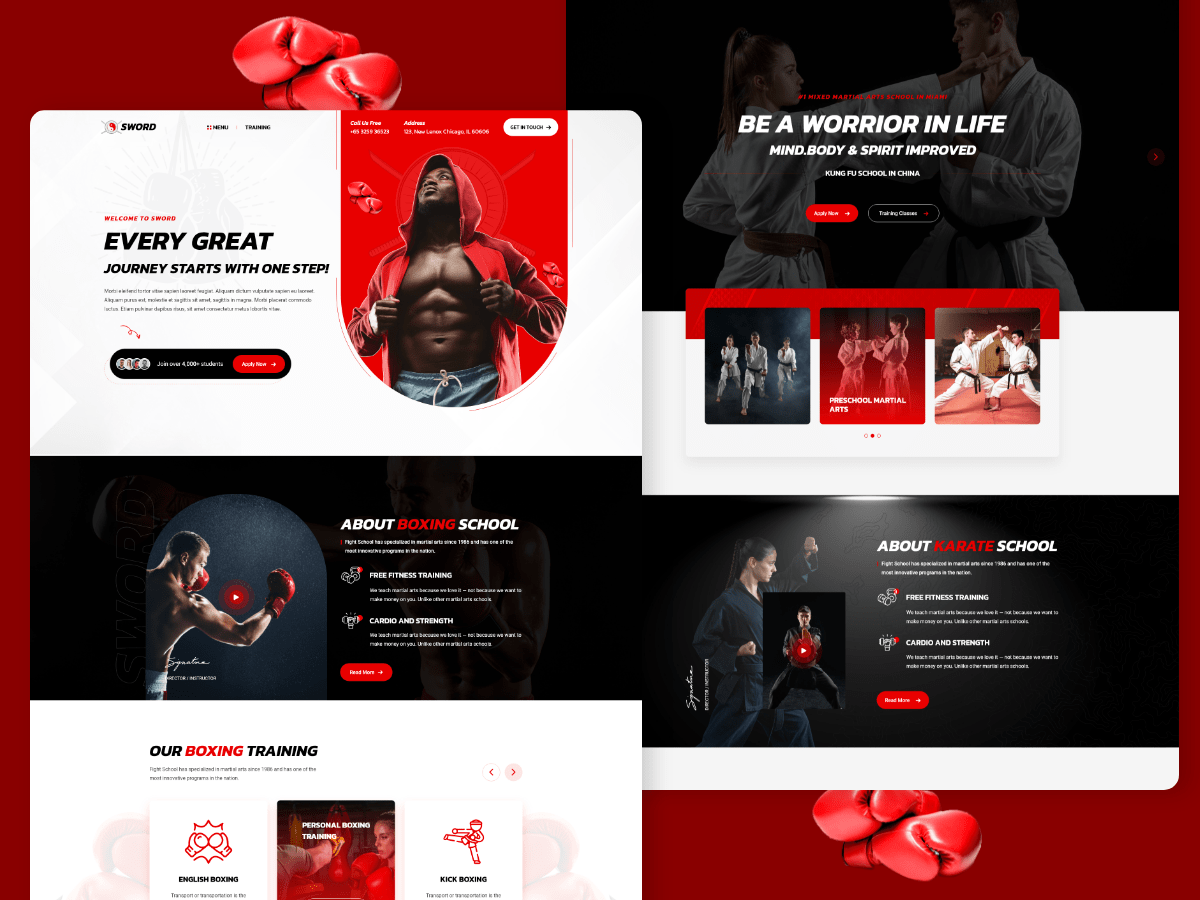 SWORD
MENU
TRAINING
Call Us Free
+65 3259 36523
Address
123, New Lenox Chicago, IL 60606
GET IN TOUCH
WELCOME TO SWORD
EVERY GREAT
JOURNEY STARTS WITH ONE STEP!
Morbi eleifend tortor vitae sapien laoreet feugiat. Aliquam dictum vulputate sapien eu laoreet.
Aliquam purus est, molestie et sagittis sit amet, sagittis in magna. Morbi placerat commodo
luctus. Etiam pulvinar dapibus risus, sit amet consectetur metus lobortis vitae.
Join over 4,000+ students
Apply Now
SWORD
ABOUT BOXING SCHOOL
Fight School has specialized in martial arts since 1986 and has one of the
most innovative programs in the nation.
FREE FITNESS TRAINING
We teach martial arts because we love it — not because we want to
make money on you. Unlike other martial arts schools.
CARDIO AND STRENGTH
We teach martial arts because we love it — not because we want to
make money on you. Unlike other martial arts schools.
Read More
Signature
DIRECTOR / INSTRUCTOR
OUR BOXING TRAINING
Fight School has specialized in martial arts since 1986 and has one of the
most innovative programs in the nation.
ENGLISH BOXING
Transport or transportation is the
PERSONAL BOXING
TRAINING
KICK BOXING
Transport or transportation is the
#1 MIXED MARTIAL ARTS SCHOOL IN MIAMI
BE A WORRIOR IN LIFE
MIND.BODY & SPIRIT IMPROVED
KUNG FU SCHOOL IN CHINA
Apply Now
Training Classes
PRESCHOOL MARTIAL
ARTS
ABOUT KARATE SCHOOL
Fight School has specialized in martial arts since 1986 and has one of the
most innovative programs in the nation.
FREE FITNESS TRAINING
We teach martial arts because we love it — not because we want to
make money on you. Unlike other martial arts schools.
CARDIO AND STRENGTH
We teach martial arts because we love it — not because we want to
make money on you. Unlike other martial arts schools.
Read More
Signature
DIRECTOR / INSTRUCTOR